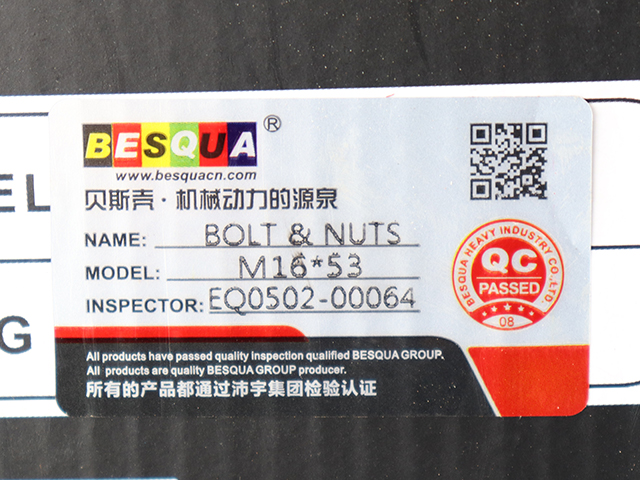 BESQUA®
www.besquacn.com
贝斯壳·机械动力的源泉
NAME: BOLT & NUTS
MODEL: M16*53
INSPECTOR: EQ0502-00064
BESQUA HEAVY INDUSTRY CO.,LTD.
QC
PASSED
08
All products have passed quality inspection qualified BESQUA GROUP.
All products are quality BESQUA GROUP producer.
所有的产品都通过沛宇集团检验认证
EL
G